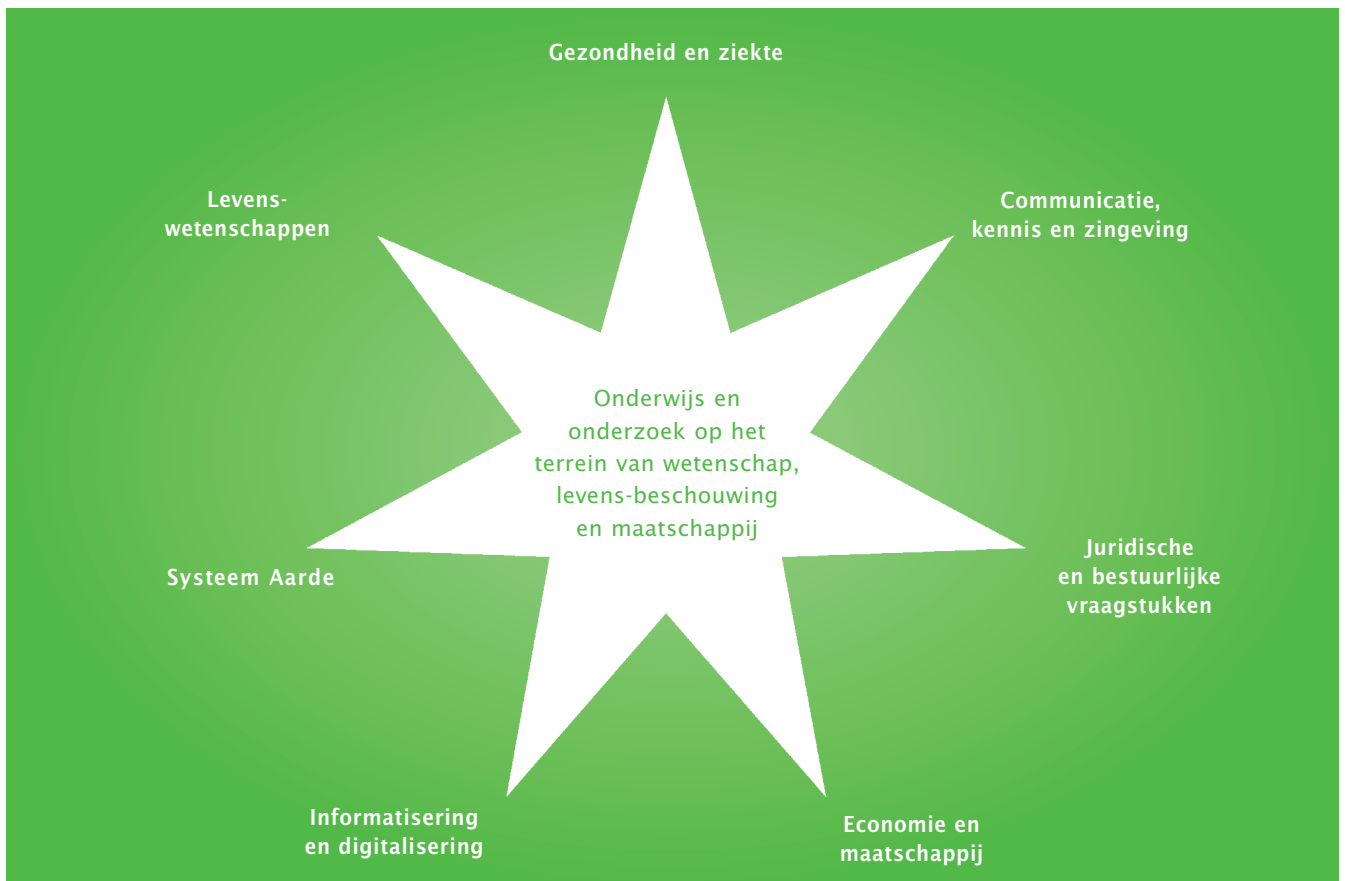 Gezondheid en ziekte
Levens-
wetenschappen
Communicatie,
kennis en zingeving
Onderwijs en
onderzoek op het
terrein van wetenschap,
levens-beschouwing
en maatschappij
Systeem Aarde
Juridische
en bestuurlijke
vraagstukken
Informatisering
en digitalisering
Economie en
maatschappij